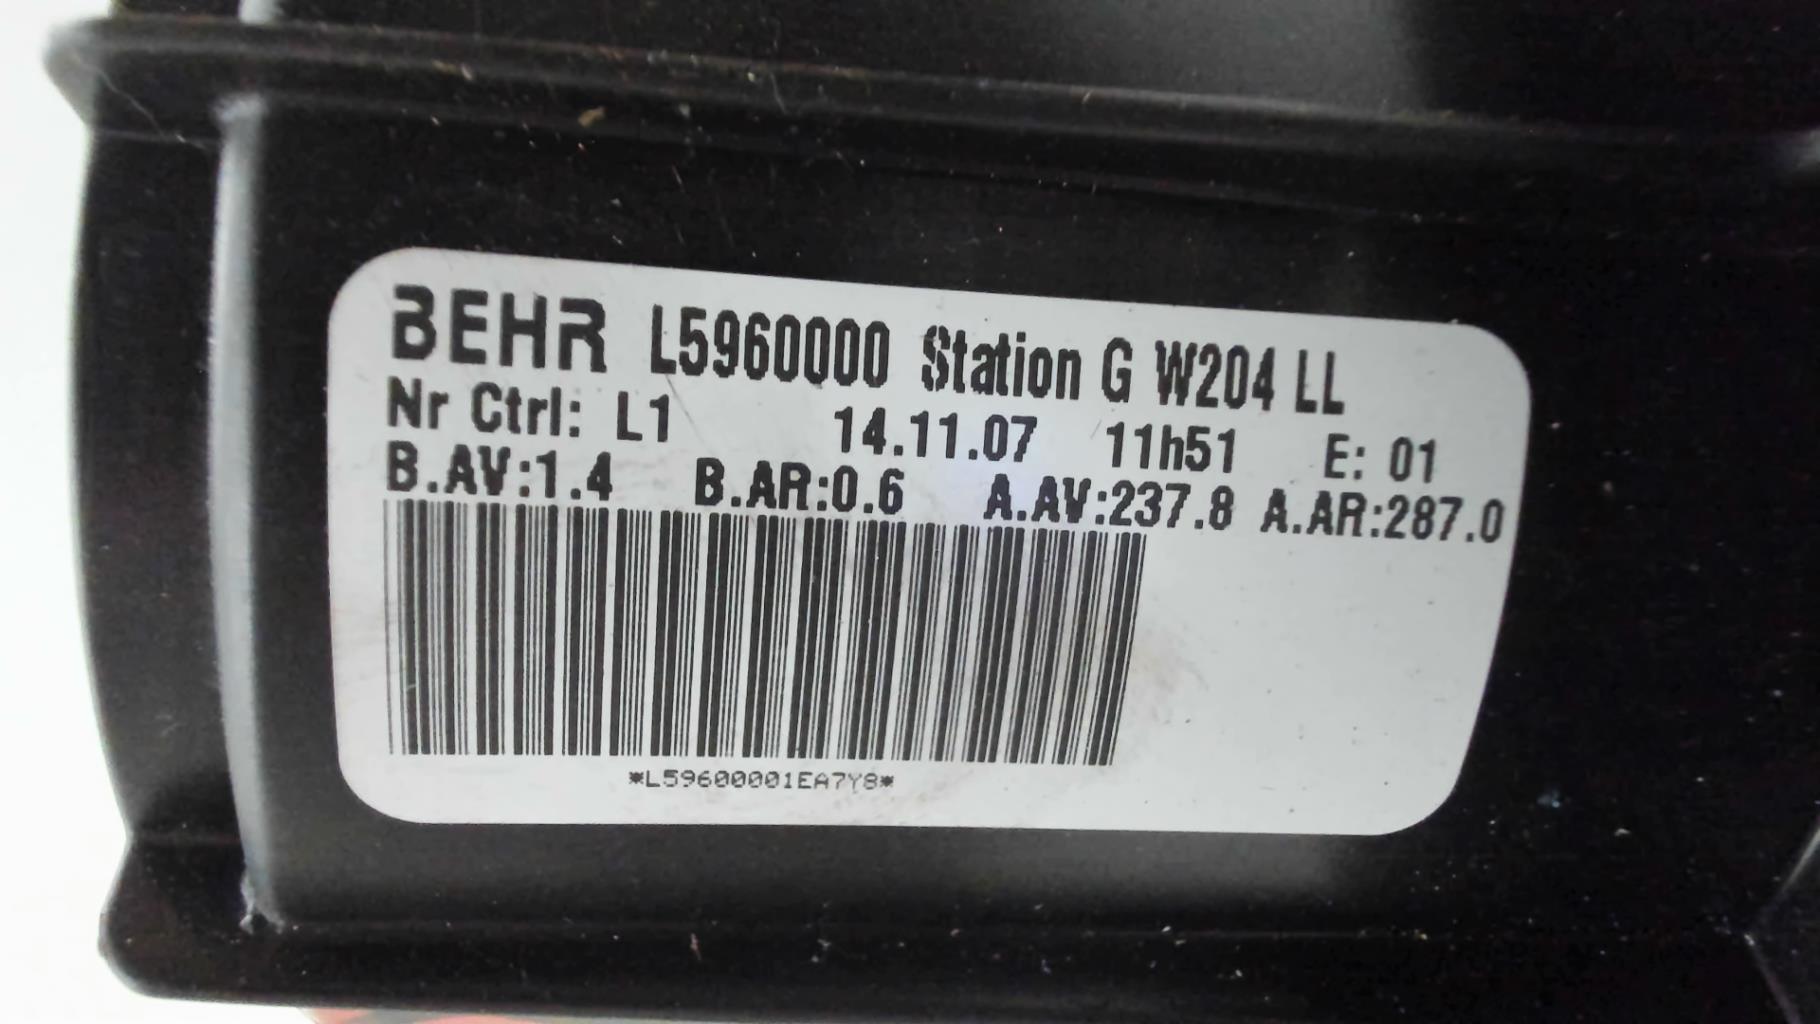 BEHR L5960000 Station G W204 LL
Nr Ctrl: L1 14.11.07 11h51 E: 01
B.AV:1.4 B.AR:0.6 A.AV:237.8 A.AR:287.0
*L59600001EA7Y8*